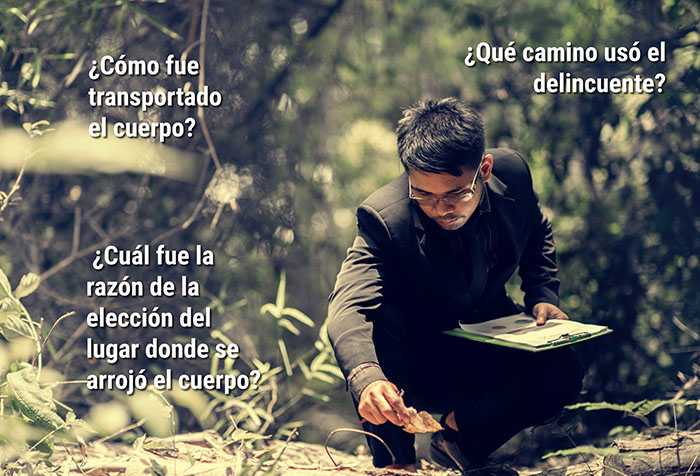 ¿Cómo fue
transportado
el cuerpo?
¿Qué camino usó el
delincuente?
¿Cuál fue la
razón de la
elección del
lugar donde se
arrojó el cuerpo?